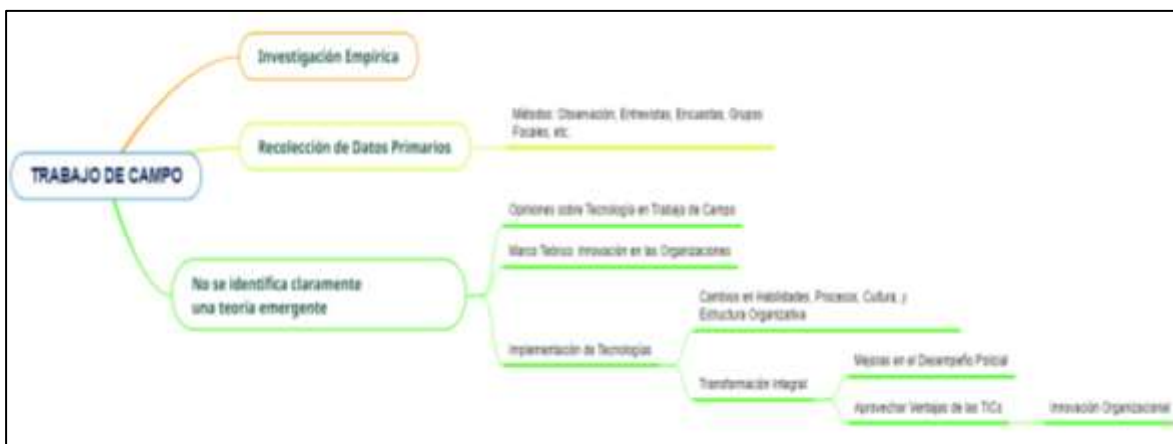 Investigación Empírica
Métodos: Observación, Entrevistas, Encuestas, Grupos
Focales, etc.
Recolección de Datos Primarios
TRABAJO DE CAMPO
Opiniones sobre Tecnología en Trabajo de Campo
Marco Teórico: Innovación en las Organizaciones
No se identifica claramente
una teoría emergente
Cambios en Habilidades, Procesos, Cultura, y
Estructura Organizativa
Implementación de Tecnologías
Mejoras en el Desempeño Policial
Transformación Integral
Aprovechar Ventajas de las TICs
Innovación Organizacional